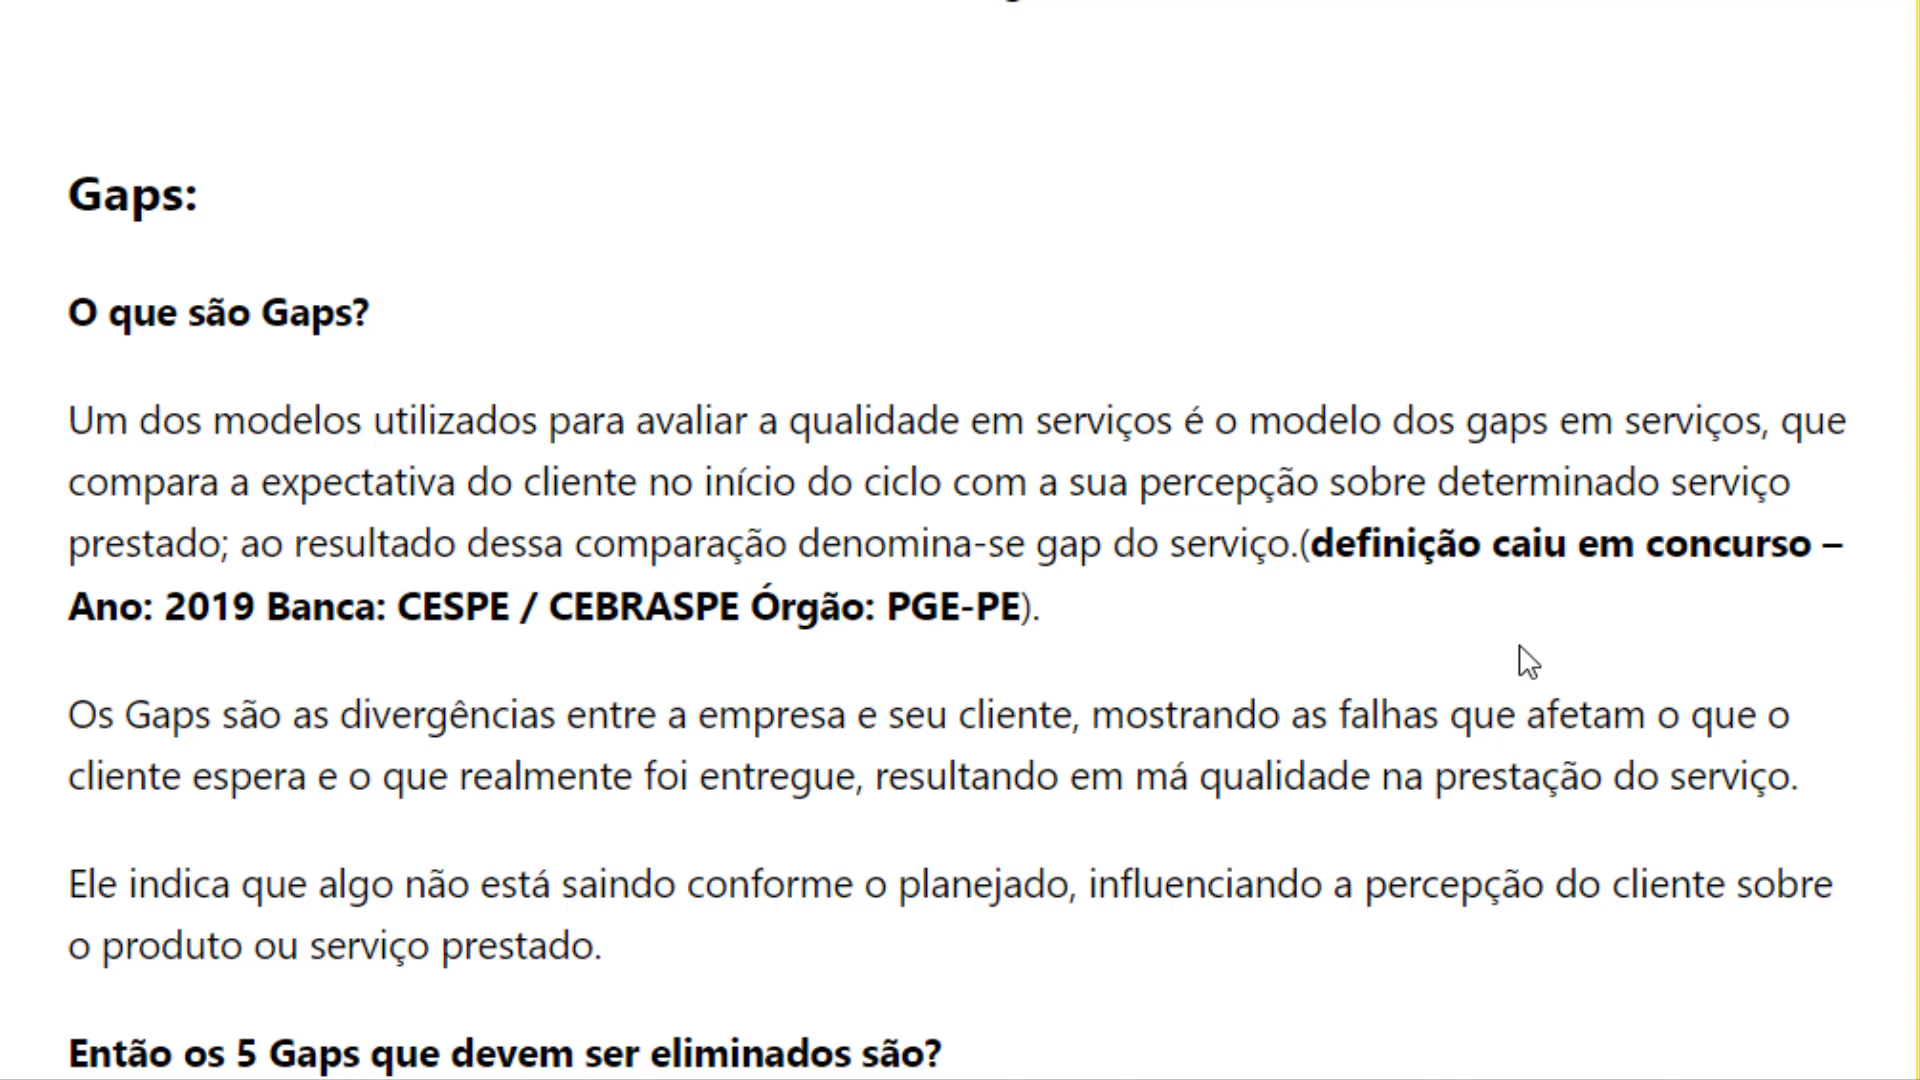 Gaps:
O que são Gaps?
Um dos modelos utilizados para avaliar a qualidade em serviços é o modelo dos gaps em serviços, que
compara a expectativa do cliente no início do ciclo com a sua percepção sobre determinado serviço
prestado; ao resultado dessa comparação denomina-se gap do serviço.(definição caiu em concurso –
Ano: 2019 Banca: CESPE / CEBRASPE Órgão: PGE-PE).
Os Gaps são as divergências entre a empresa e seu cliente, mostrando as falhas que afetam o que o
cliente espera e o que realmente foi entregue, resultando em má qualidade na prestação do serviço.
Ele indica que algo não está saindo conforme o planejado, influenciando a percepção do cliente sobre
o produto ou serviço prestado.
Então os 5 Gaps que devem ser eliminados são?